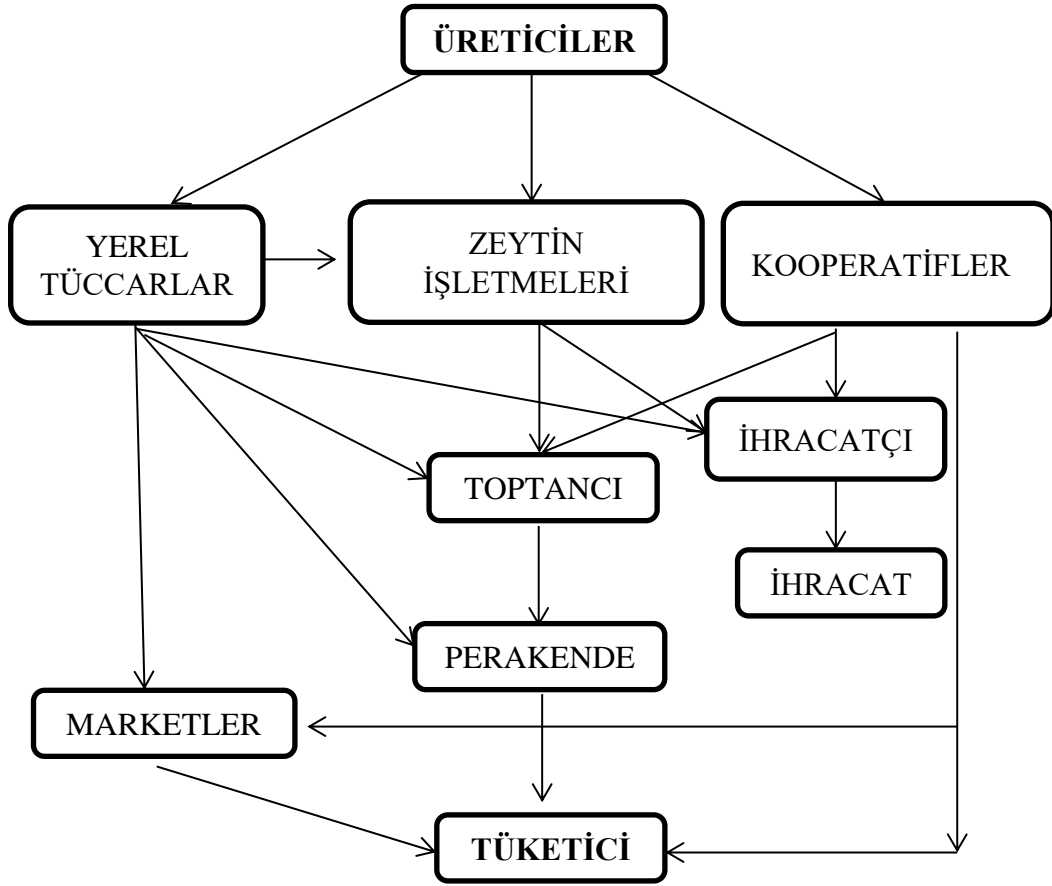 ÜRETİCİLER
YEREL
TÜCCARLAR
ZEYTİN
İŞLETMELERİ
KOOPERATİFLER
İHRACATÇI
TOPTANCI
İHRACAT
PERAKENDE
MARKETLER
TÜKETİCİ